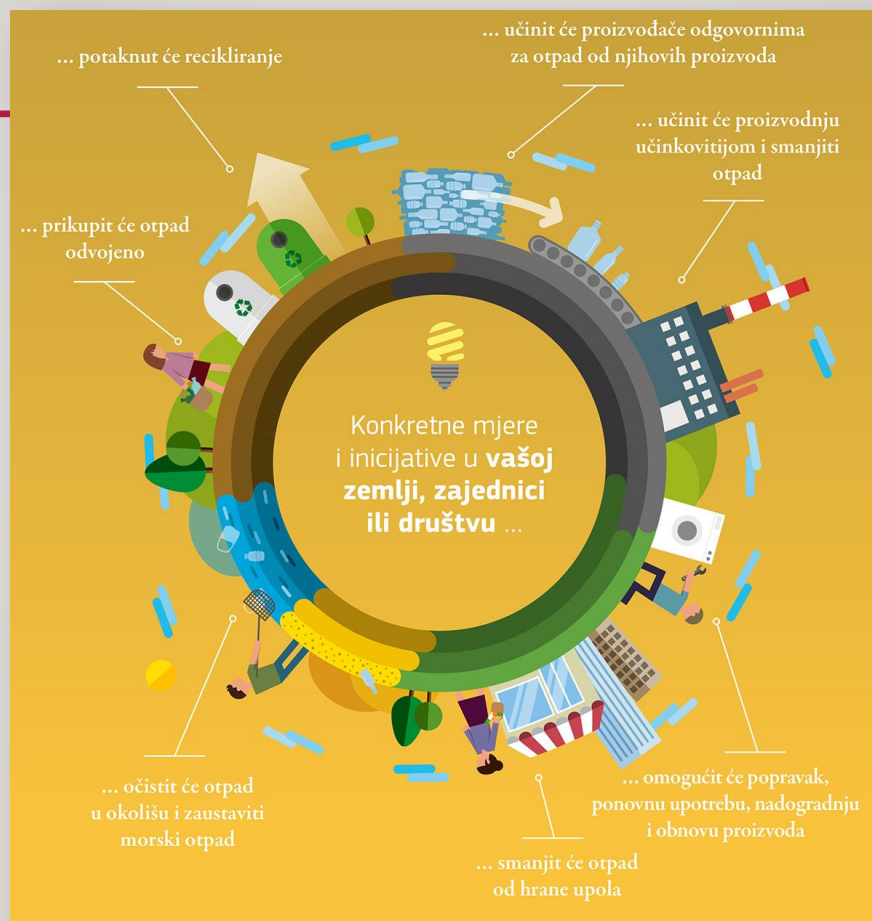 Konkretne mjere
i inicijative u vašoj
zemlji, zajednici
ili društvu ...
... učinit će proizvođače odgovornima
za otpad od njihovih proizvoda
... učinit će proizvodnju
učinkovitijom i smanjiti
otpad
... omogućit će popravak,
ponovnu upotrebu, nadogradnju
i obnovu proizvoda
... smanjit će otpad
od hrane upola
... očistit će otpad
u okolišu i zaustaviti
morski otpad
... prikupit će otpad
odvojeno
... potaknut će recikliranje